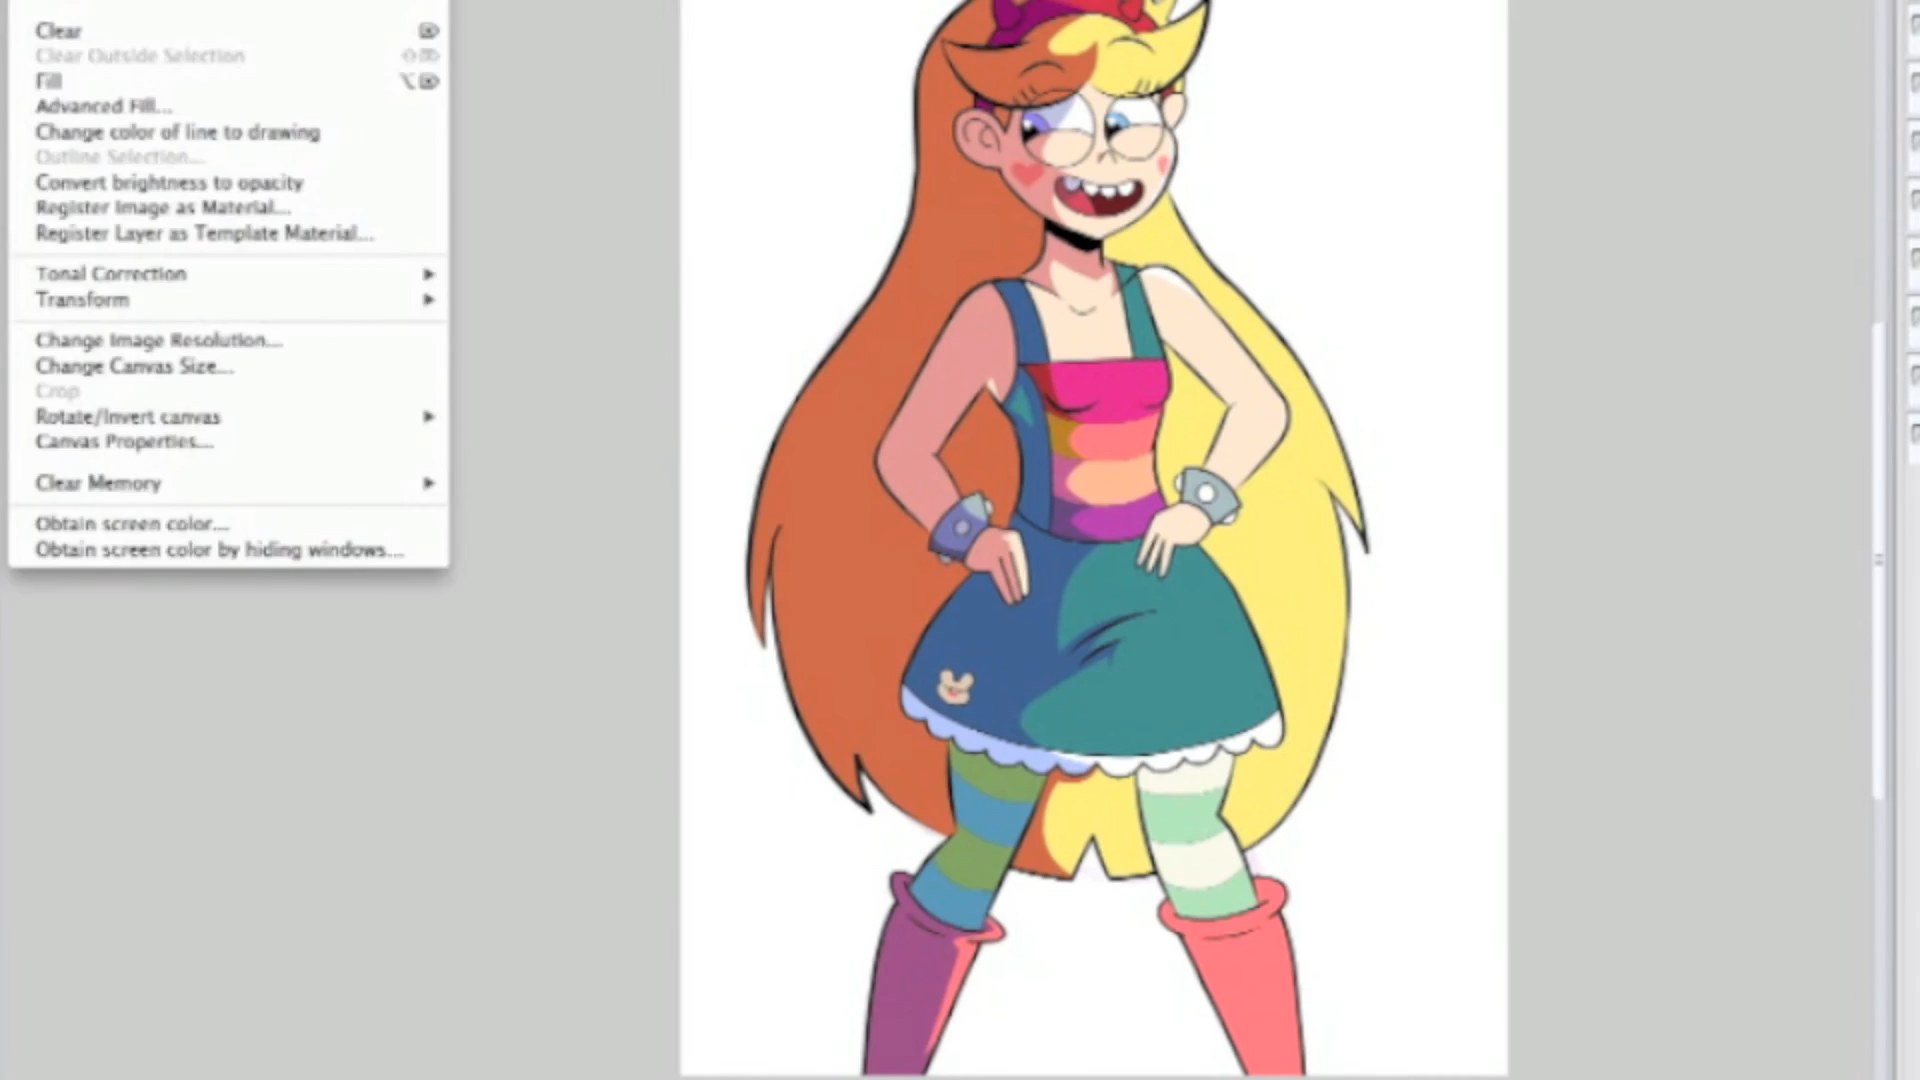 Clear
Clear Outside Selection
Fill
Advanced Fill...
Change color of line to drawing
Outline Selection...
Convert brightness to opacity
Register Image as Material...
Register Layer as Template Material...
Tonal Correction
Transform
Change Image Resolution...
Change Canvas Size...
Crop
Rotate/Invert canvas
Canvas Properties...
Clear Memory
Obtain screen color...
Obtain screen color by hiding windows...